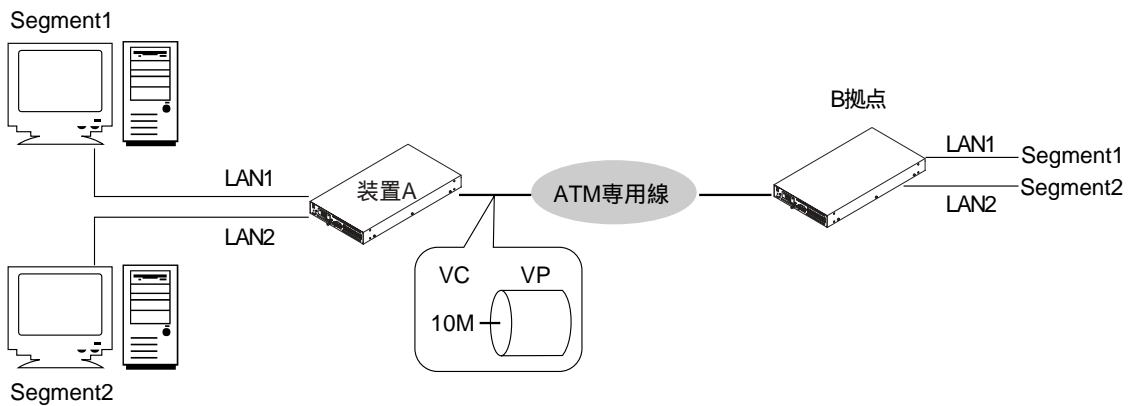 Segment1
B拠点
LAN1
装置A
ATM専用線
LAN1
Segment1
Segment2
LAN2
LAN2
VC
VP
10M
Segment2